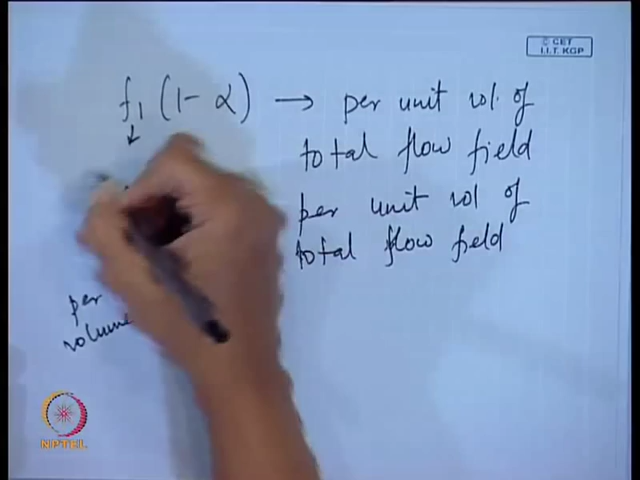 © CET
I.I.T. KGP
f₁ (1 - α) → per unit vol. of
total flow field
per unit vol of
total flow field
per
volume
NPTEL